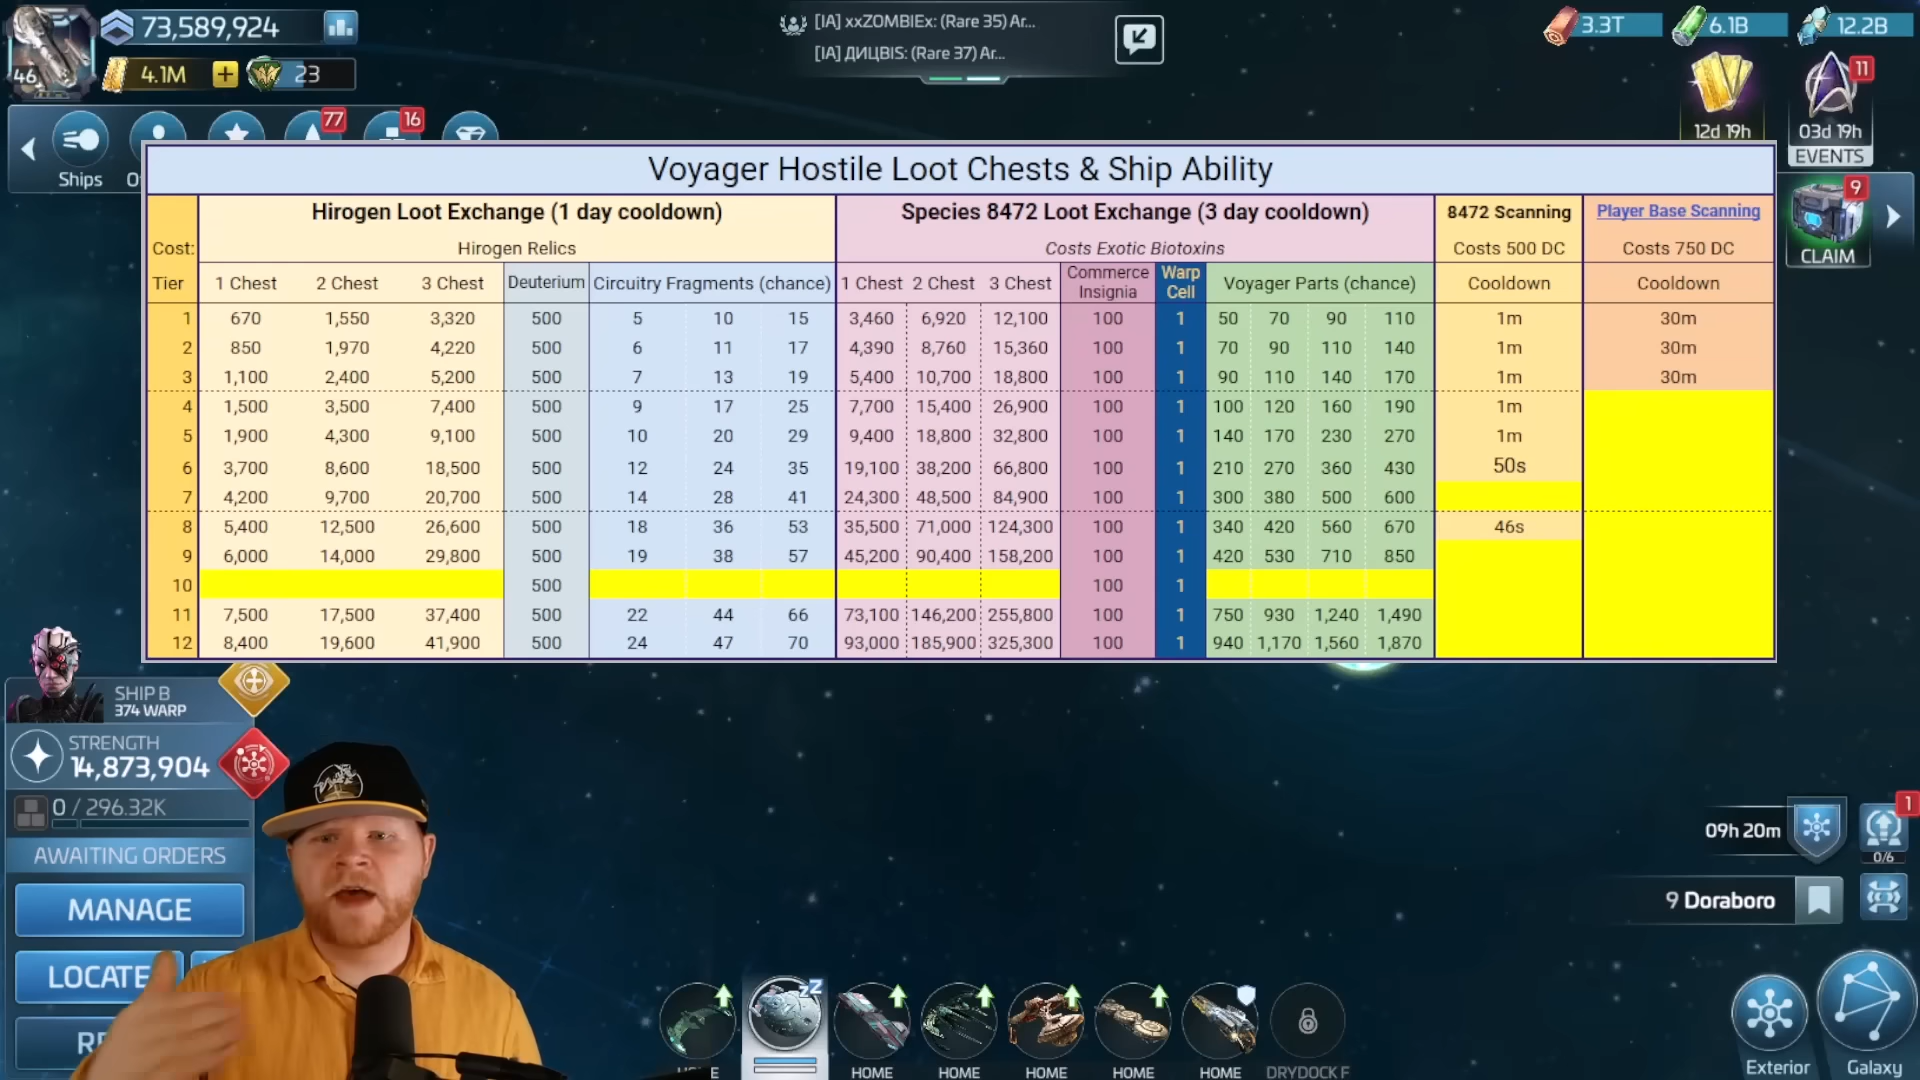 73,589,924
46
4.1M
23
[IA] xxZOMBIEx: (Rare 35) Ar...
[IA] ДИЦBIS: (Rare 37) Ar...
3.3T
6.1B
12.2B
12d 19h
11
03d 19h
EVENTS
77
16
Ships
9
CLAIM
Voyager Hostile Loot Chests & Ship Ability
Hirogen Loot Exchange (1 day cooldown) Species 8472 Loot Exchange (3 day cooldown) 8472 Scanning Player Base Scanning
Cost: Hirogen Relics Costs Exotic Biotoxins Costs 500 DC Costs 750 DC
Tier 1 Chest 2 Chest 3 Chest Deuterium Circuitry Fragments (chance) 1 Chest 2 Chest 3 Chest Commerce Insignia Warp Cell Voyager Parts (chance) Cooldown Cooldown
1 670 1,550 3,320 500 5 10 15 3,460 6,920 12,100 100 1 50 70 90 110 1m 30m
2 850 1,970 4,220 500 6 11 17 4,390 8,760 15,360 100 1 70 90 110 140 1m 30m
3 1,100 2,400 5,200 500 7 13 19 5,400 10,700 18,800 100 1 90 110 140 170 1m 30m
4 1,500 3,500 7,400 500 9 17 25 7,700 15,400 26,900 100 1 100 120 160 190 1m
5 1,900 4,300 9,100 500 10 20 29 9,400 18,800 32,800 100 1 140 170 230 270 1m
6 3,700 8,600 18,500 500 12 24 35 19,100 38,200 66,800 100 1 210 270 360 430 50s
7 4,200 9,700 20,700 500 14 28 41 24,300 48,500 84,900 100 1 300 380 500 600
8 5,400 12,500 26,600 500 18 36 53 35,500 71,000 124,300 100 1 340 420 560 670 46s
9 6,000 14,000 29,800 500 19 38 57 45,200 90,400 158,200 100 1 420 530 710 850
10 500 100 1
11 7,500 17,500 37,400 500 22 44 66 73,100 146,200 255,800 100 1 750 930 1,240 1,490
12 8,400 19,600 41,900 500 24 47 70 93,000 185,900 325,300 100 1 940 1,170 1,560 1,870
SHIP B
374 WARP
STRENGTH
14,873,904
0 / 296.32K
AWAITING ORDERS
MANAGE
LOCATE
09h 20m
1
0/6
9 Doraboro
zz
HOME HOME HOME HOME HOME DRYDOCK F
Exterior
Galaxy